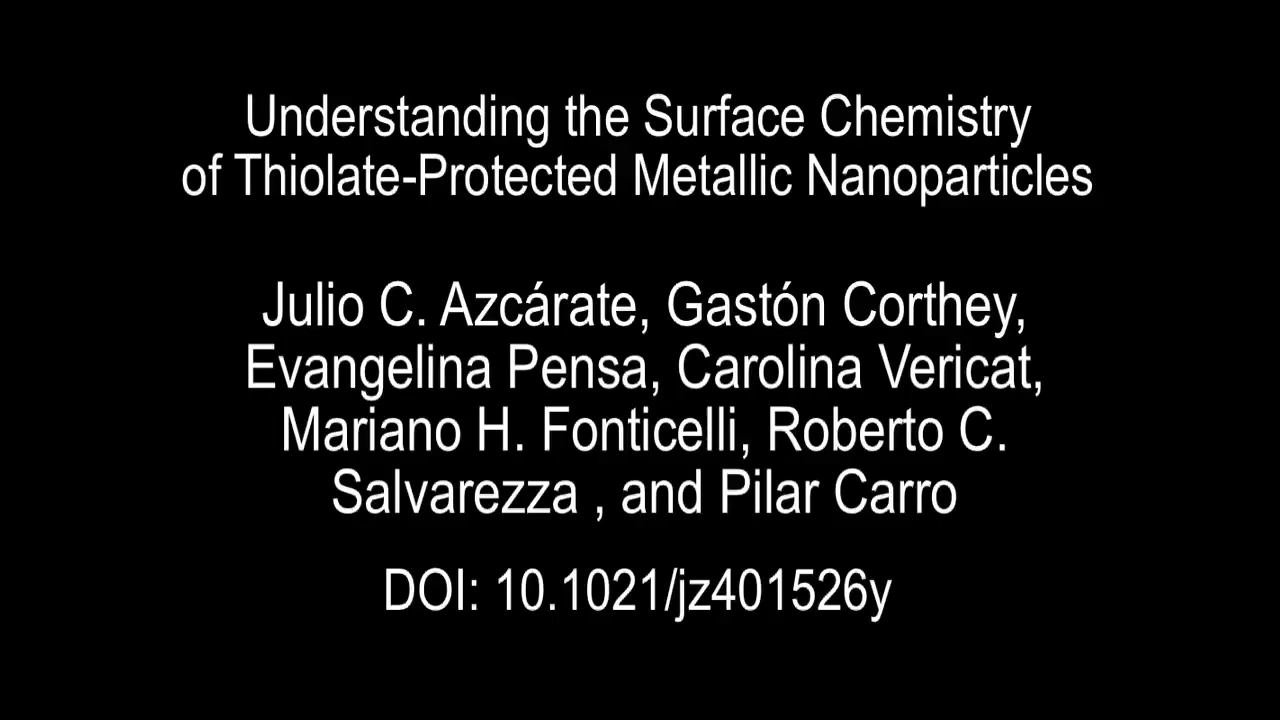 Understanding the Surface Chemistry
of Thiolate-Protected Metallic Nanoparticles
Julio C. Azcárate, Gastón Corthey,
Evangelina Pensa, Carolina Vericat,
Mariano H. Fonticelli, Roberto C.
Salvarezza , and Pilar Carro
DOI: 10.1021/jz401526y